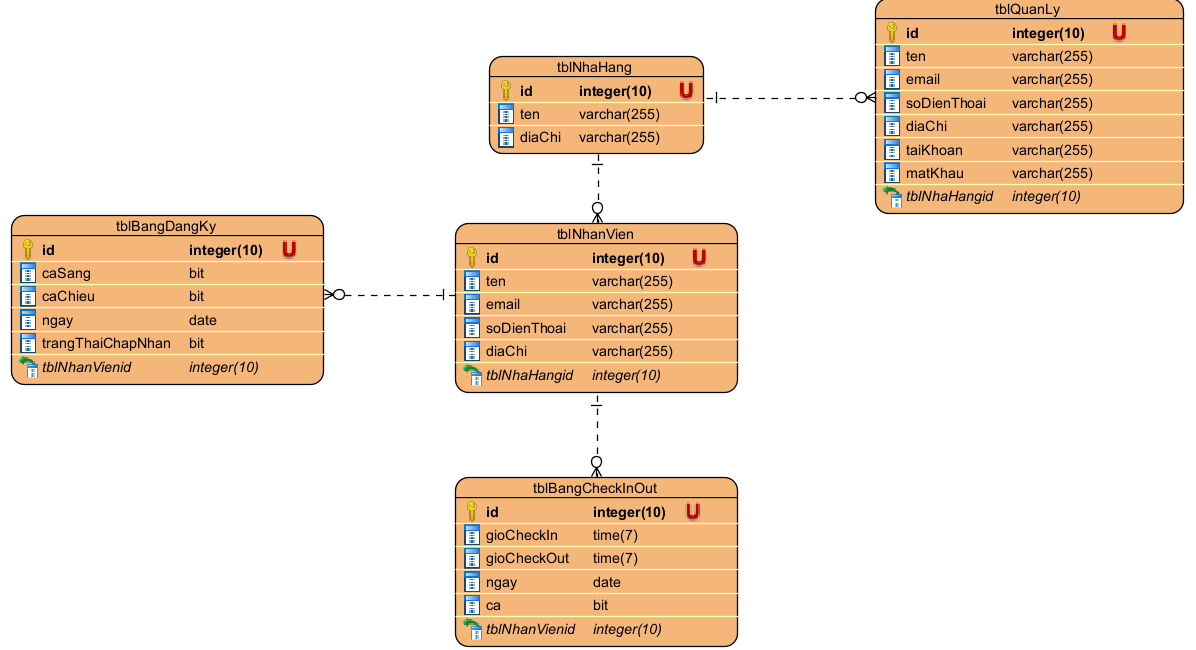 tblQuanLy
id integer(10) U
ten varchar(255)
email varchar(255)
soDienThoai varchar(255)
diaChi varchar(255)
taiKhoan varchar(255)
matKhau varchar(255)
tblNhaHangid integer(10)
tblNhaHang
id integer(10) U
ten varchar(255)
diaChi varchar(255)
tblBangDangKy
id integer(10) U
caSang bit
caChieu bit
ngay date
trangThaiChapNhan bit
tblNhanVienid integer(10)
tblNhanVien
id integer(10) U
ten varchar(255)
email varchar(255)
soDienThoai varchar(255)
diaChi varchar(255)
tblNhaHangid integer(10)
tblBangCheckInOut
id integer(10) U
gioCheckIn time(7)
gioCheckOut time(7)
ngay date
ca bit
tblNhanVienid integer(10)